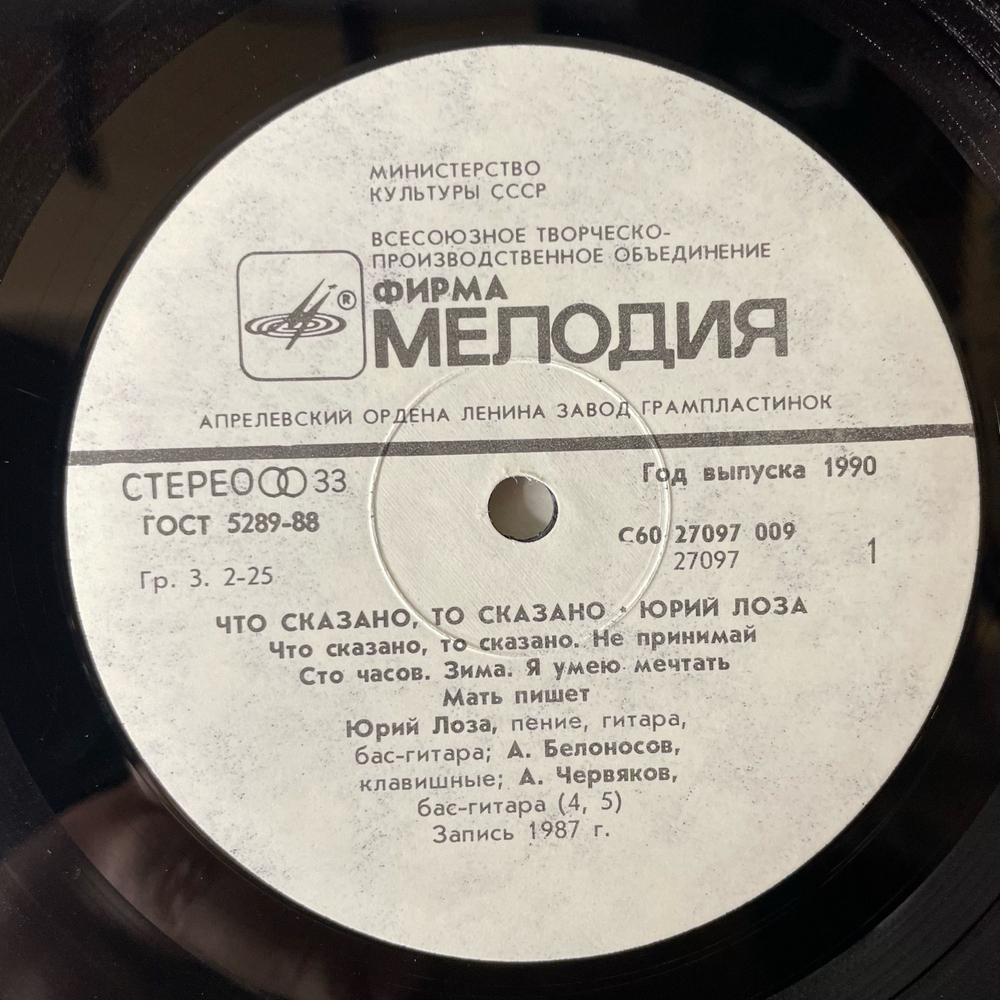 МИНИСТЕРСТВО
КУЛЬТУРЫ СССР
ВСЕСОЮЗНОЕ ТВОРЧЕСКО-
ПРОИЗВОДСТВЕННОЕ ОБЪЕДИНЕНИЕ
®
ФИРМА
МЕЛОДИЯ
АПРЕЛЕВСКИЙ ОРДЕНА ЛЕНИНА ЗАВОД ГРАМПЛАСТИНОК
СТЕРЕО 33
Год выпуска 1990
ГОСТ 5289-88
С60 27097 009
27097
1
Гр. 3. 2-25
ЧТО СКАЗАНО, ТО СКАЗАНО • ЮРИЙ ЛОЗА
Что сказано, то сказано. Не принимай
Сто часов. Зима. Я умею мечтать
Мать пишет
Юрий Лоза, пение, гитара,
бас-гитара; А. Белоносов,
клавишные; А. Червяков,
бас-гитара (4, 5)
Запись 1987 г.